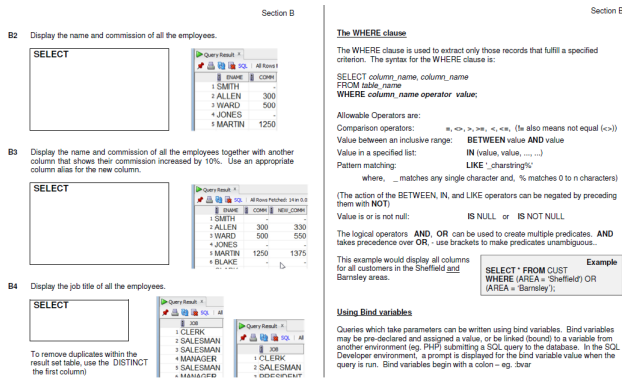 Section B
B2 Display the name and commission of all the employees.
SELECT
Query Result
SQL All Rows
ENAME COMM
1 SMITH -
2 ALLEN 300
3 WARD 500
4 JONES -
5 MARTIN 1250
B3 Display the name and commission of all the employees together with another
column that shows their commission increased by 10%. Use an appropriate
column alias for the new column.
SELECT
Query Result
SQL All Rows Fetched: 14 in 0.0
ENAME COMM NEW_COMM
1 SMITH - -
2 ALLEN 300 330
3 WARD 500 550
4 JONES - -
5 MARTIN 1250 1375
6 BLAKE - -
B4 Display the job title of all the employees.
SELECT
To remove duplicates within the
result set table, use the DISTINCT
the first column)
Query Result
SQL All
JOB
1 CLERK
2 SALESMAN
3 SALESMAN
4 MANAGER
5 SALESMAN
6 MANAGER
Query Result
SQL All
JOB
1 CLERK
2 SALESMAN
3 PRESIDENT
Section B
The WHERE clause
The WHERE clause is used to extract only those records that fulfill a specified
criterion. The syntax for the WHERE clause is:
SELECT column_name, column_name
FROM table_name
WHERE column_name operator value;
Allowable Operators are:
Comparison operators: =, <>, >, >=, <, <=, (!= also means not equal (<>))
Value between an inclusive range: BETWEEN value AND value
Value in a specified list: IN (value, value, ..., ...)
Pattern matching: LIKE '_charstring%'
where, _ matches any single character and, % matches 0 to n characters)
(The action of the BETWEEN, IN, and LIKE operators can be negated by preceding
them with NOT)
Value is or is not null: IS NULL or IS NOT NULL
The logical operators AND, OR can be used to create multiple predicates. AND
takes precedence over OR, - use brackets to make predicates unambiguous..
This example would display all columns
for all customers in the Sheffield and
Barnsley areas.
Example
SELECT * FROM CUST
WHERE (AREA = 'Sheffield') OR
(AREA = 'Barnsley');
Using Bind variables
Queries which take parameters can be written using bind variables. Bind variables
may be pre-declared and assigned a value, or be linked (bound) to a variable from
another environment (eg. PHP) submitting a SQL query to the database. In the SQL
Developer environment, a prompt is displayed for the bind variable value when the
query is run. Bind variables begin with a colon – eg. :bvar